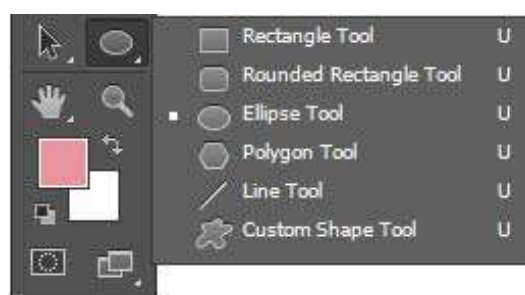 Rectangle Tool U
Rounded Rectangle Tool U
Ellipse Tool U
Polygon Tool U
Line Tool U
Custom Shape Tool U